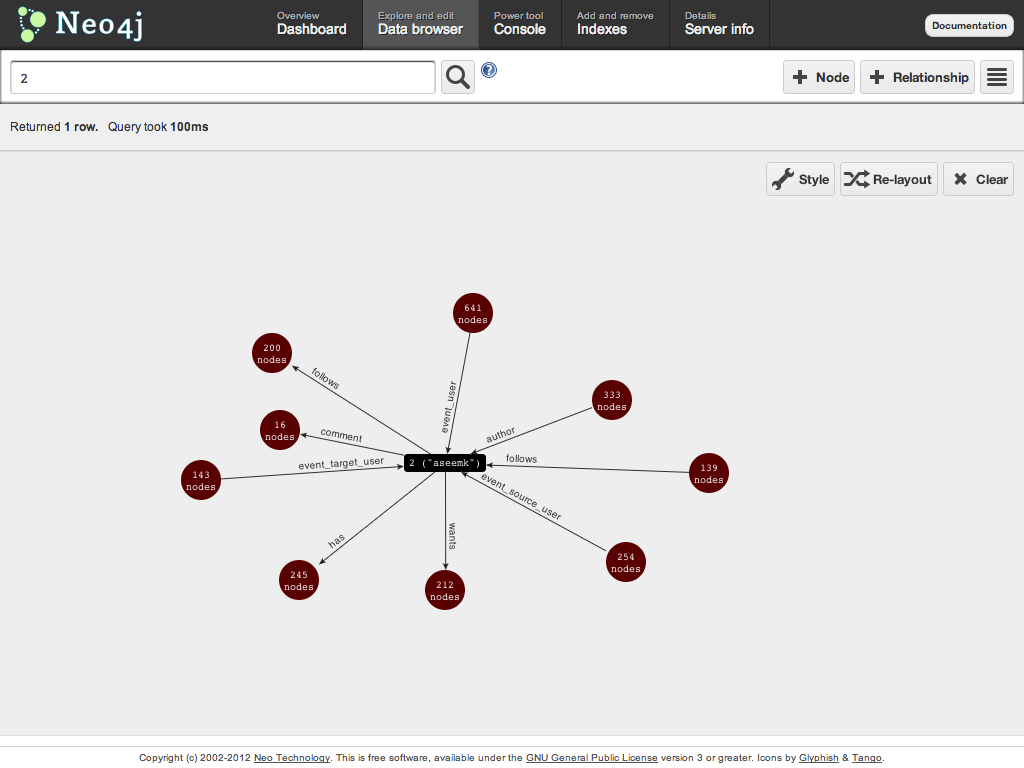 Neo4j
Overview
Dashboard
Explore and edit
Data browser
Power tool
Console
Add and remove
Indexes
Details
Server info
Documentation
2
?
Node
Relationship
Returned 1 row. Query took 100ms
Style
Re-layout
Clear
641
nodes
200
nodes
follows
333
nodes
event_user
16
nodes
comment
author
2 ("aseemk")
follows
139
nodes
event_target_user
143
nodes
event_source_user
has
wants
254
nodes
245
nodes
212
nodes
Copyright (c) 2002-2012 Neo Technology. This is free software, available under the GNU General Public License version 3 or greater. Icons by Glyphish & Tango.